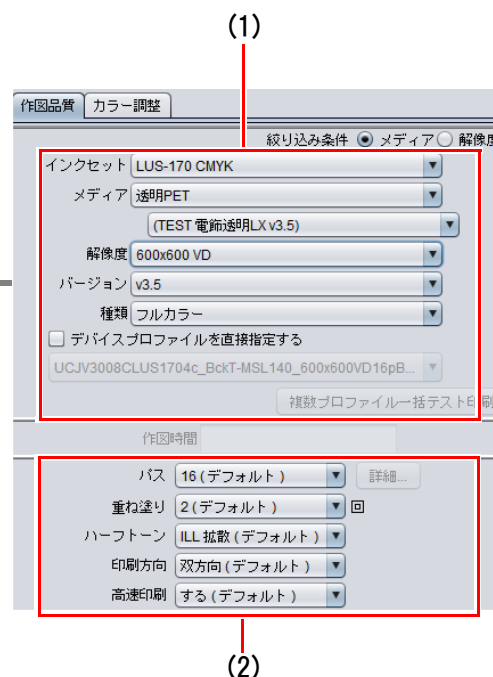 (1)
作図品質 カラー調整
絞り込み条件 メディア 解像度
インクセット LUS-170 CMYK
メディア 透明PET
(TEST 電飾透明LX v3.5)
解像度 600x600 VD
バージョン v3.5
種類 フルカラー
デバイスプロファイルを直接指定する
UCJV3008CLUS1704c_BckT-MSL140_600x600VD16pB...
複数プロファイル一括テスト印刷
作図時間
パス 16(デフォルト) 詳細...
重ね塗り 2(デフォルト) 回
ハーフトーン ILL 拡散(デフォルト)
印刷方向 双方向(デフォルト)
高速印刷 する(デフォルト)
(2)